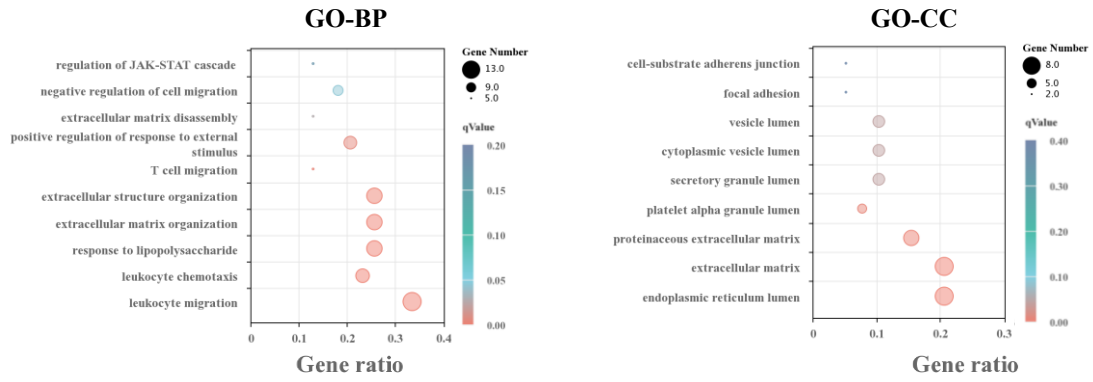 GO-BP
regulation of JAK-STAT cascade
negative regulation of cell migration
extracellular matrix disassembly
positive regulation of response to external
stimulus
T cell migration
extracellular structure organization
extracellular matrix organization
response to lipopolysaccharide
leukocyte chemotaxis
leukocyte migration
0 0.1 0.2 0.3 0.4
Gene ratio
Gene Number
13.0
9.0
5.0
qValue
0.20
0.15
0.10
0.05
0.00
GO-CC
cell-substrate adherens junction
focal adhesion
vesicle lumen
cytoplasmic vesicle lumen
secretory granule lumen
platelet alpha granule lumen
proteinaceous extracellular matrix
extracellular matrix
endoplasmic reticulum lumen
0 0.1 0.2 0.3
Gene ratio
Gene Number
8.0
5.0
2.0
qValue
0.40
0.30
0.20
0.10
0.00